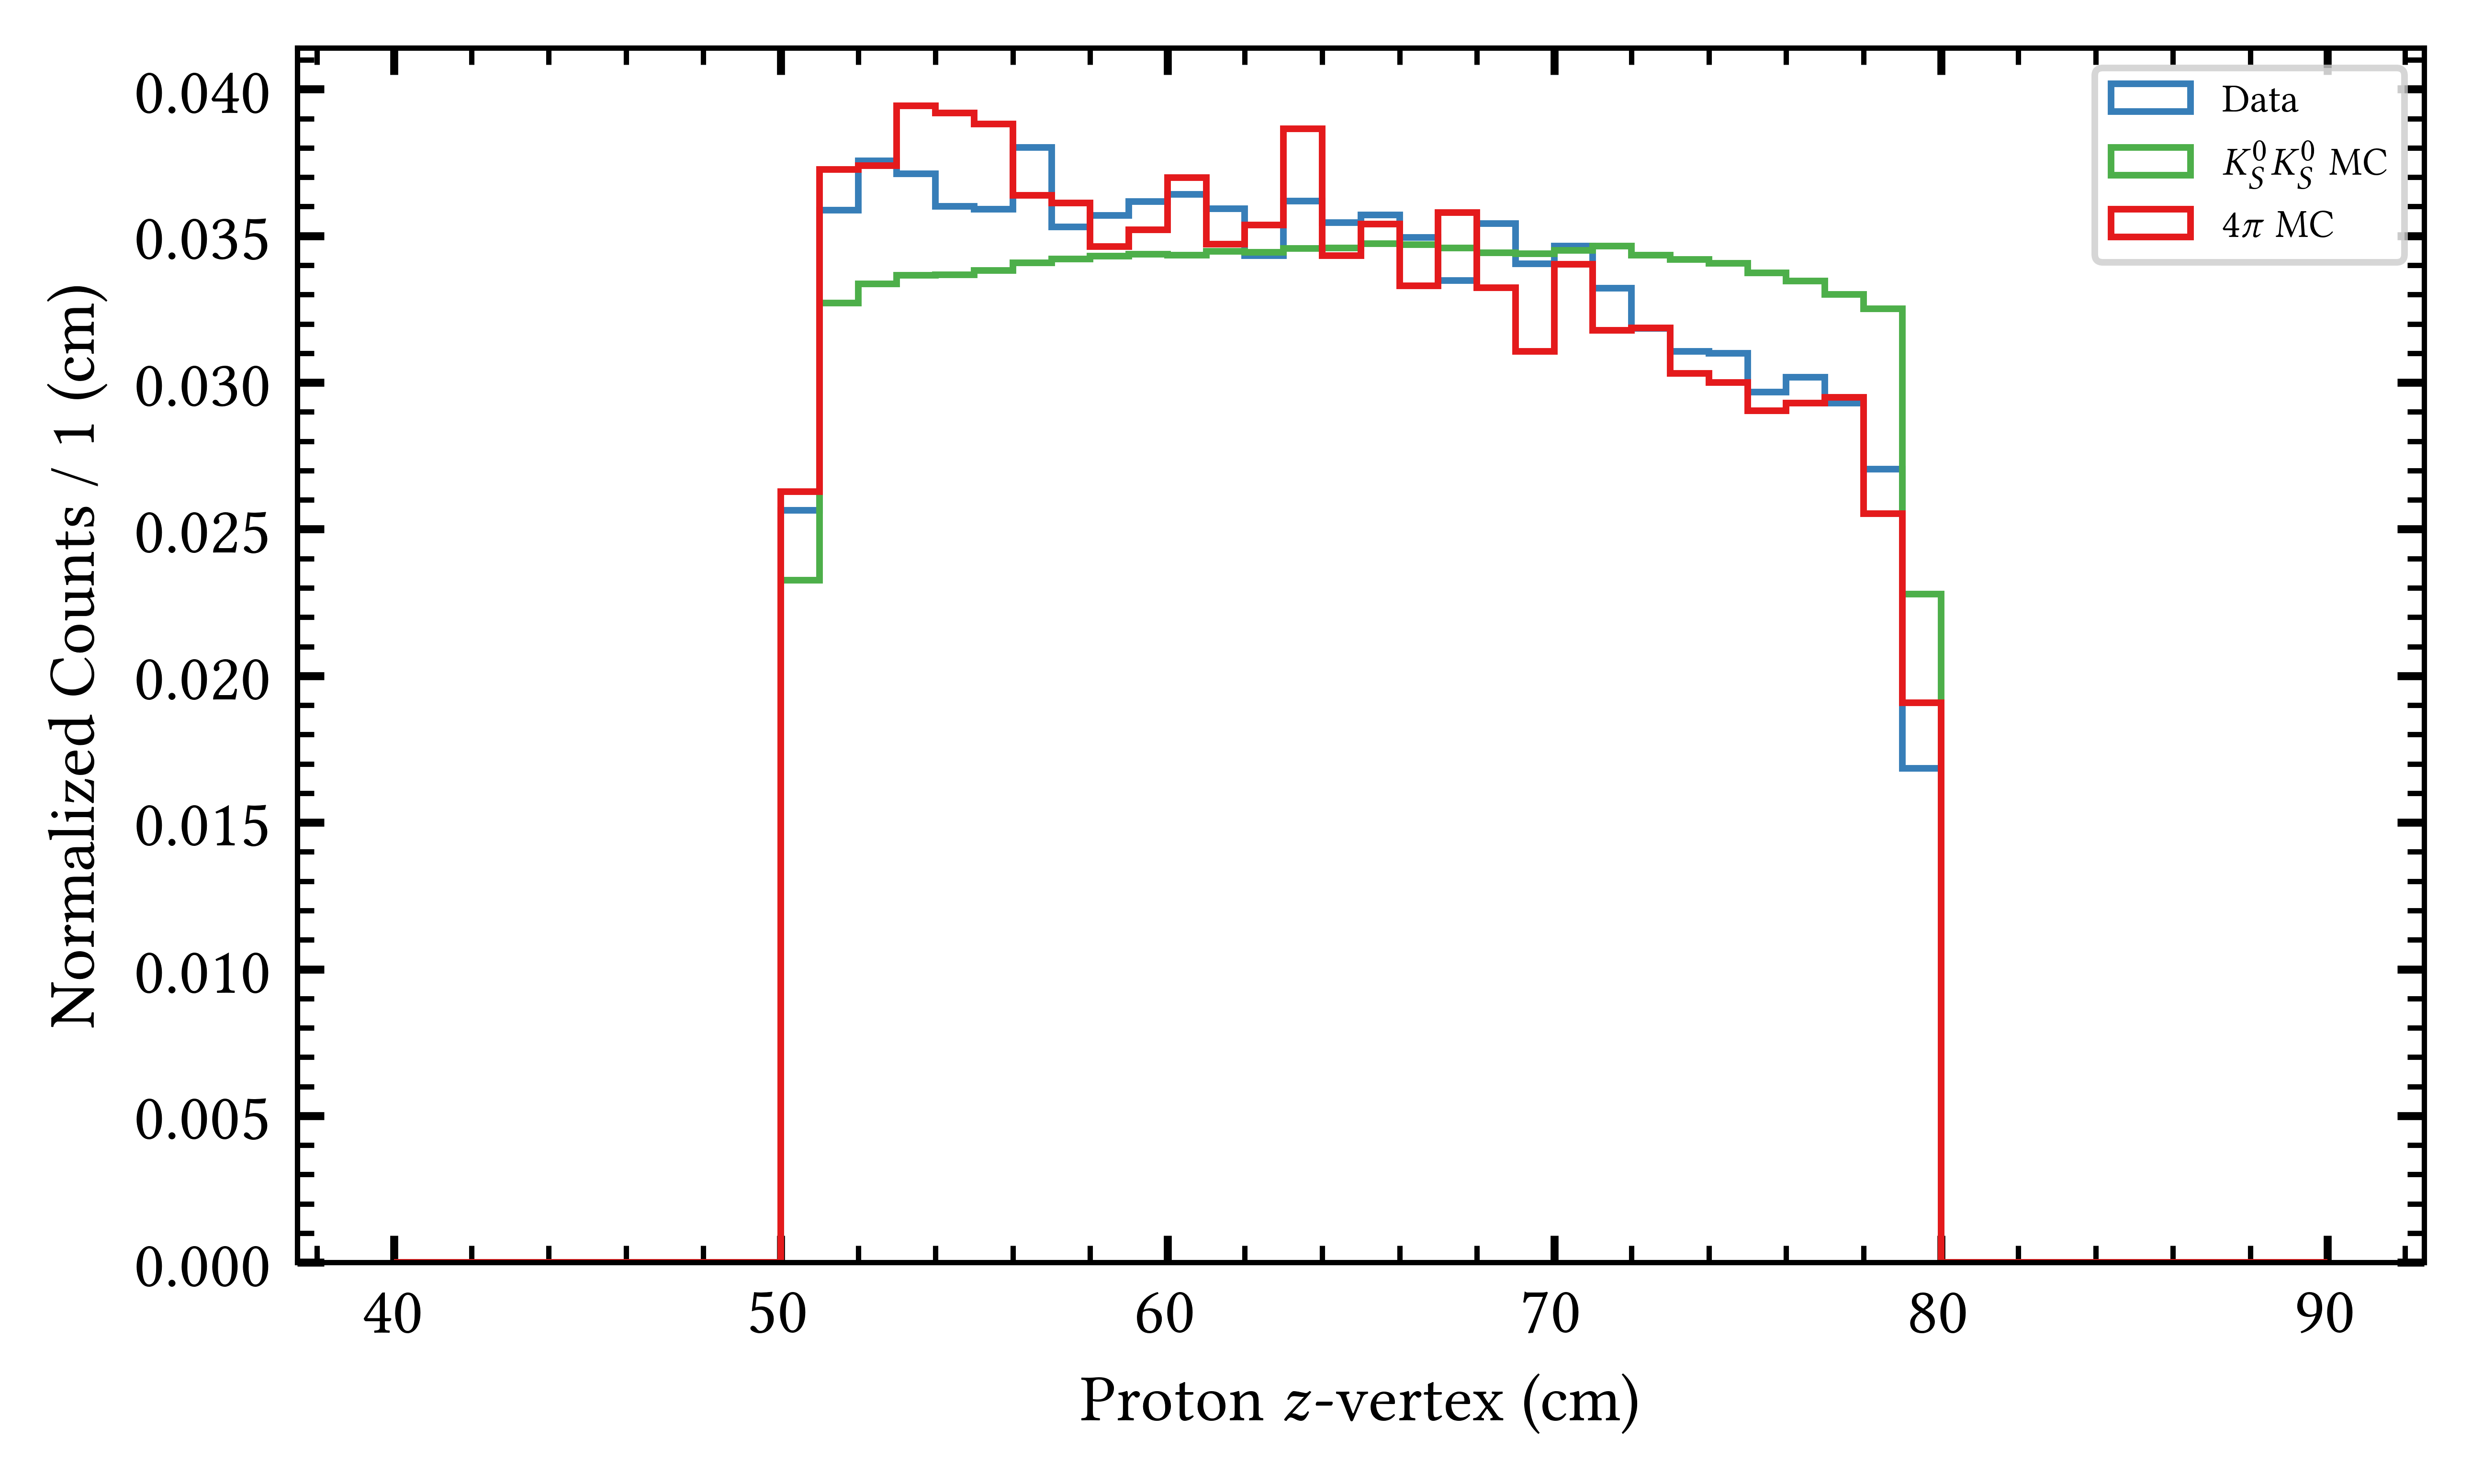 Normalized Counts / 1 (cm)
0.040
0.035
0.030
0.025
0.020
0.015
0.010
0.005
0.000
Data
$K_S^0 K_S^0$ MC
4π MC
40 50 60 70 80 90
Proton z-vertex (cm)